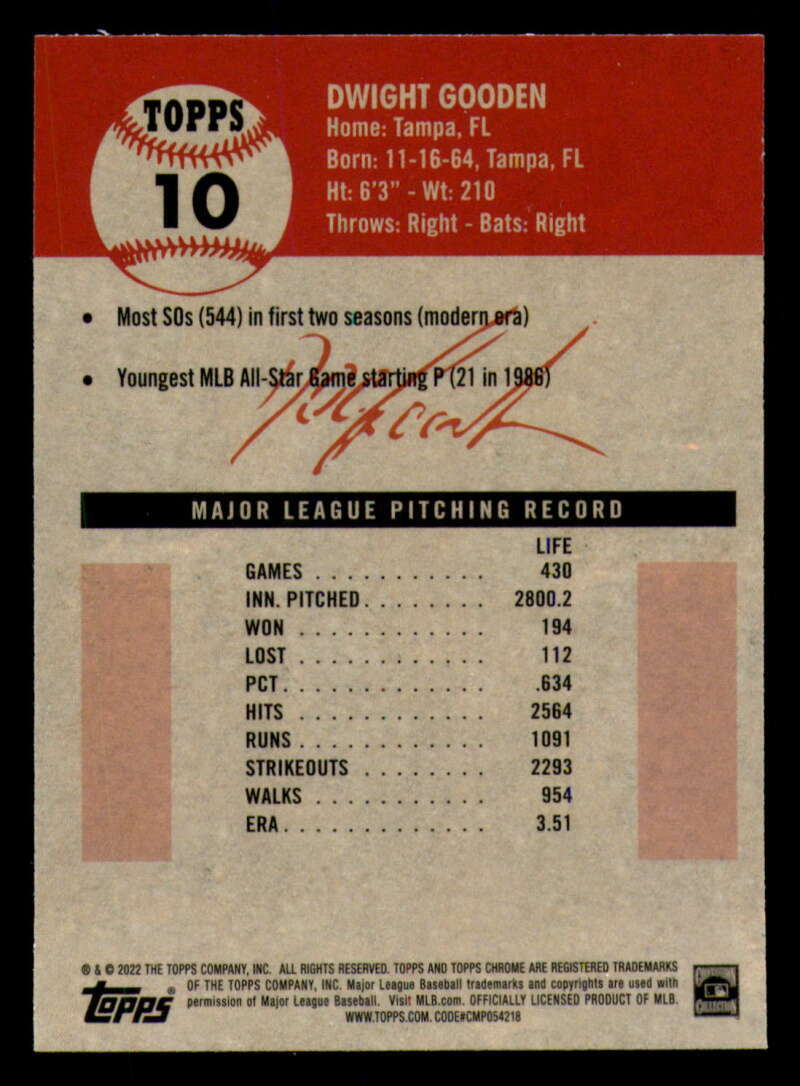 TOPPS
10
DWIGHT GOODEN
Home: Tampa, FL
Born: 11-16-64, Tampa, FL
Ht: 6'3" - Wt: 210
Throws: Right - Bats: Right
• Most SOs (544) in first two seasons (modern era)
• Youngest MLB All-Star Game starting P (21 in 1986)
MAJOR LEAGUE PITCHING RECORD
LIFE
GAMES . . . . . . . . . . . 430
INN. PITCHED . . . . . . . . 2800.2
WON . . . . . . . . . . . . 194
LOST . . . . . . . . . . . . 112
PCT. . . . . . . . . . . . . .634
HITS . . . . . . . . . . . . 2564
RUNS . . . . . . . . . . . . 1091
STRIKEOUTS . . . . . . . . 2293
WALKS . . . . . . . . . . . 954
ERA. . . . . . . . . . . . . 3.51
® & © 2022 THE TOPPS COMPANY, INC. ALL RIGHTS RESERVED. TOPPS AND TOPPS CHROME ARE REGISTERED TRADEMARKS
OF THE TOPPS COMPANY, INC. Major League Baseball trademarks and copyrights are used with
permission of Major League Baseball. Visit MLB.com. OFFICIALLY LICENSED PRODUCT OF MLB.
WWW.TOPPS.COM. CODE#CMP054218
Topps®
COOPERSTOWN
COLLECTION